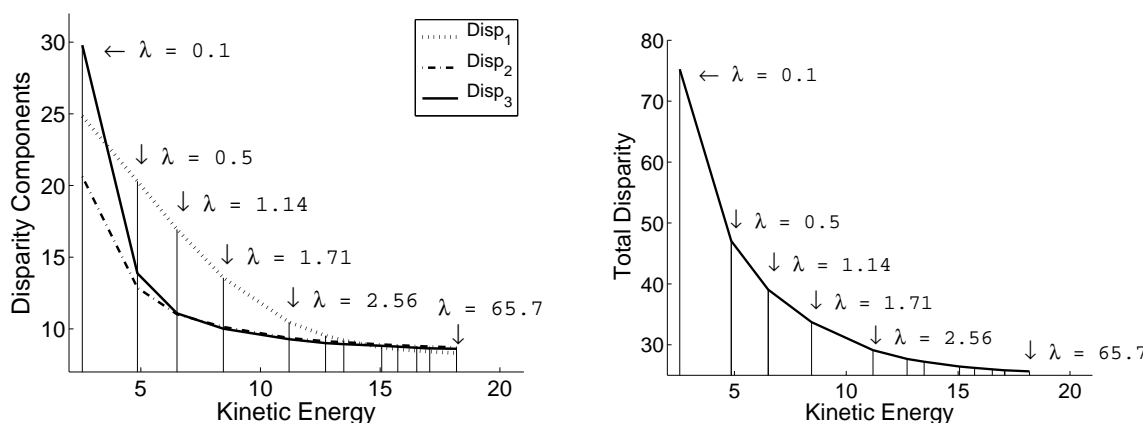 Disp1
Disp2
Disp3
← λ = 0.1
↓ λ = 0.5
↓ λ = 1.14
↓ λ = 1.71
↓ λ = 2.56
λ = 65.7
↓
30
25
20
15
10
5
10
15
20
Disparity Components
Kinetic Energy
← λ = 0.1
↓ λ = 0.5
↓ λ = 1.14
↓ λ = 1.71
↓ λ = 2.56
↓ λ = 65.7
80
70
60
50
40
30
5
10
15
20
Total Disparity
Kinetic Energy